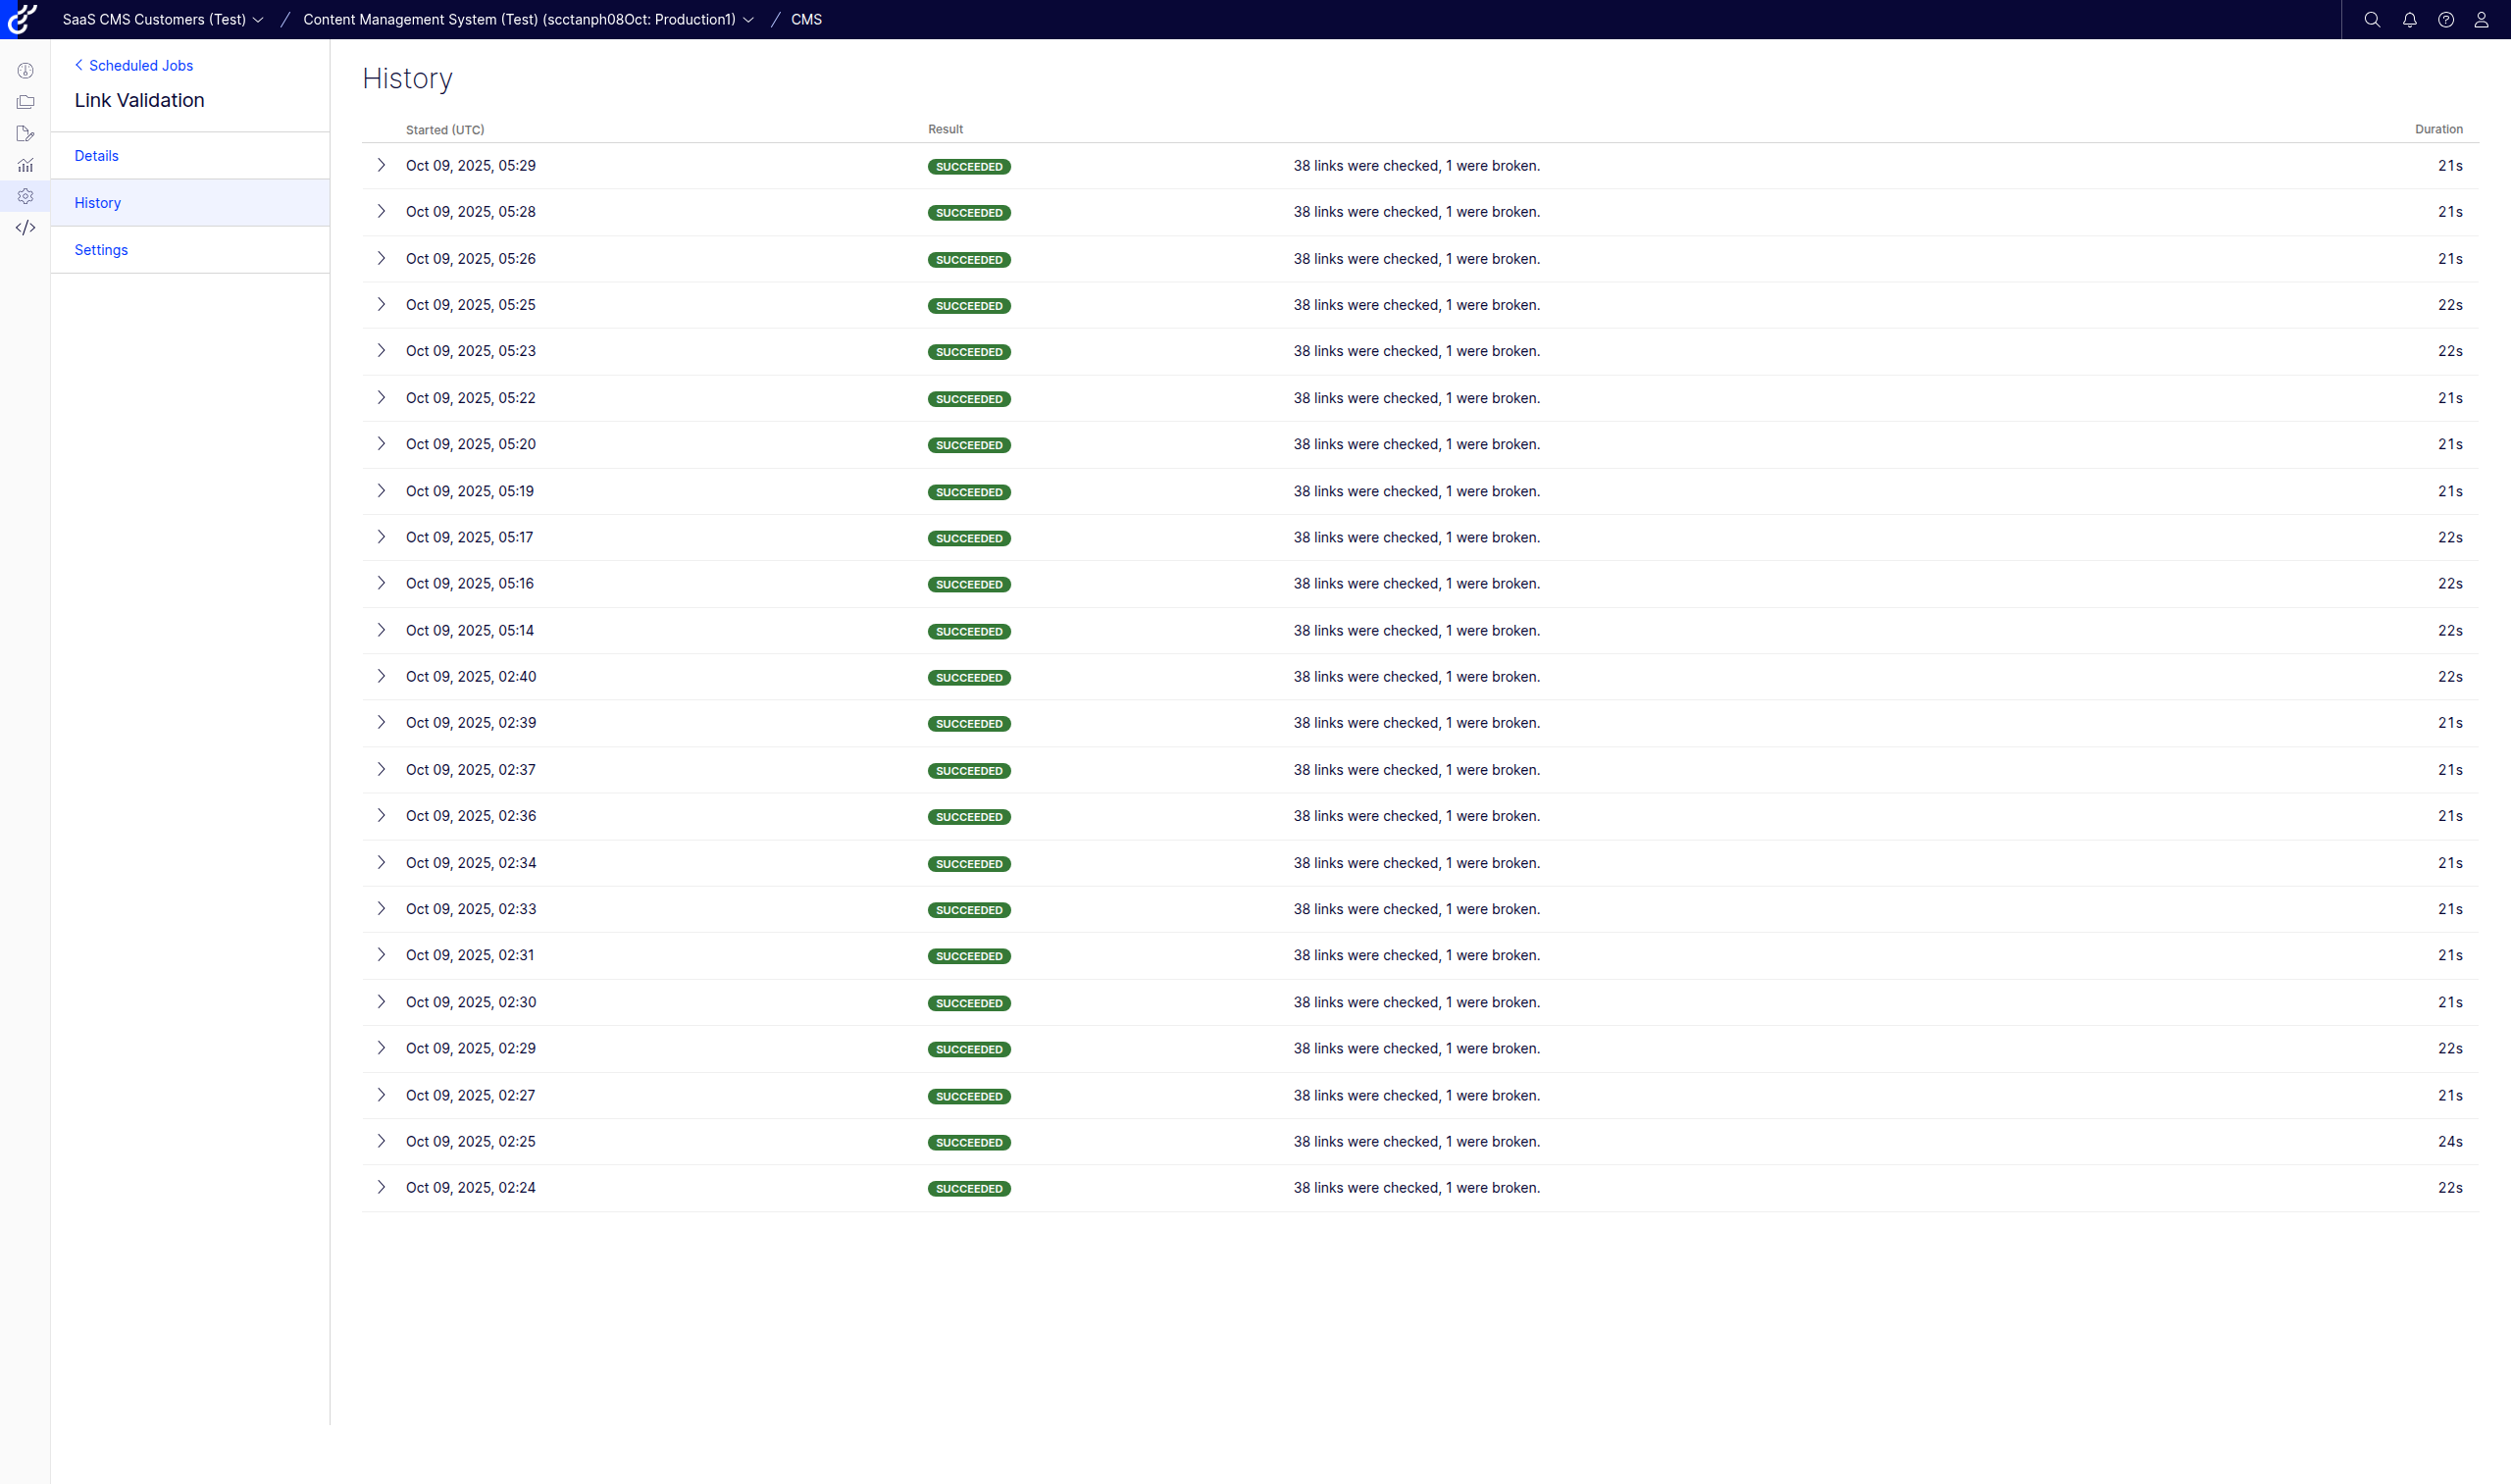 SaaS CMS Customers (Test) / Content Management System (Test) (scctanph08Oct: Production1) / CMS
Scheduled Jobs
Link Validation
Details
History
Settings
History
Started (UTC) Result Duration
Oct 09, 2025, 05:29 SUCCEEDED 38 links were checked, 1 were broken. 21s
Oct 09, 2025, 05:28 SUCCEEDED 38 links were checked, 1 were broken. 21s
Oct 09, 2025, 05:26 SUCCEEDED 38 links were checked, 1 were broken. 21s
Oct 09, 2025, 05:25 SUCCEEDED 38 links were checked, 1 were broken. 22s
Oct 09, 2025, 05:23 SUCCEEDED 38 links were checked, 1 were broken. 22s
Oct 09, 2025, 05:22 SUCCEEDED 38 links were checked, 1 were broken. 21s
Oct 09, 2025, 05:20 SUCCEEDED 38 links were checked, 1 were broken. 21s
Oct 09, 2025, 05:19 SUCCEEDED 38 links were checked, 1 were broken. 21s
Oct 09, 2025, 05:17 SUCCEEDED 38 links were checked, 1 were broken. 22s
Oct 09, 2025, 05:16 SUCCEEDED 38 links were checked, 1 were broken. 22s
Oct 09, 2025, 05:14 SUCCEEDED 38 links were checked, 1 were broken. 22s
Oct 09, 2025, 02:40 SUCCEEDED 38 links were checked, 1 were broken. 22s
Oct 09, 2025, 02:39 SUCCEEDED 38 links were checked, 1 were broken. 21s
Oct 09, 2025, 02:37 SUCCEEDED 38 links were checked, 1 were broken. 21s
Oct 09, 2025, 02:36 SUCCEEDED 38 links were checked, 1 were broken. 21s
Oct 09, 2025, 02:34 SUCCEEDED 38 links were checked, 1 were broken. 21s
Oct 09, 2025, 02:33 SUCCEEDED 38 links were checked, 1 were broken. 21s
Oct 09, 2025, 02:31 SUCCEEDED 38 links were checked, 1 were broken. 21s
Oct 09, 2025, 02:30 SUCCEEDED 38 links were checked, 1 were broken. 21s
Oct 09, 2025, 02:29 SUCCEEDED 38 links were checked, 1 were broken. 22s
Oct 09, 2025, 02:27 SUCCEEDED 38 links were checked, 1 were broken. 21s
Oct 09, 2025, 02:25 SUCCEEDED 38 links were checked, 1 were broken. 24s
Oct 09, 2025, 02:24 SUCCEEDED 38 links were checked, 1 were broken. 22s